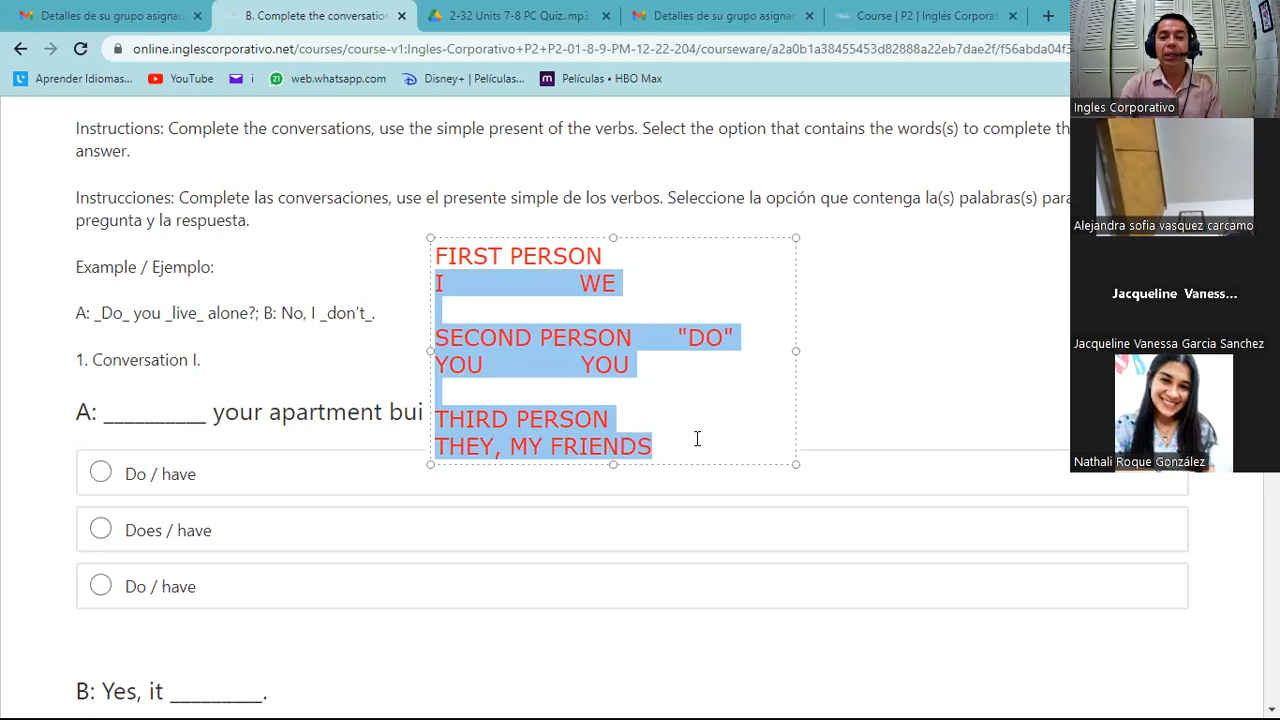 Detalles de su grupo asignad
B. Complete the conversation
2-32 Units 7-8 PC Quiz.mp3
Detalles de su grupo asignad
Course | P2 | Inglés Corporat
online.inglescorporativo.net/courses/course-v1:Ingles-Corporativo+P2+P2-01-8-9-PM-12-22-204/courseware/
Aprender Idiomas...
YouTube
i
web.whatsapp.com
Disney+ | Películas...
Películas • HBO Max
Instructions: Complete the conversations, use the simple present of the verbs. Select the option that contains the words(s) to complete th
answer.
Instrucciones: Complete las conversaciones, use el presente simple de los verbos. Seleccione la opción que contenga la(s) palabras(s) para
pregunta y la respuesta.
Example / Ejemplo:
A: _Do_ you _live_ alone?; B: No, I _don't_.
1. Conversation I.
A: __________ your apartment bui
FIRST PERSON
I WE
SECOND PERSON "DO"
YOU YOU
THIRD PERSON
THEY, MY FRIENDS
Do / have
Does / have
Do / have
B: Yes, it _________.
Ingles Corporativo
Alejandra sofia vasquez carcamo
Jacqueline Vaness...
Jacqueline Vanessa Garcia Sanchez
Nathali Roque González